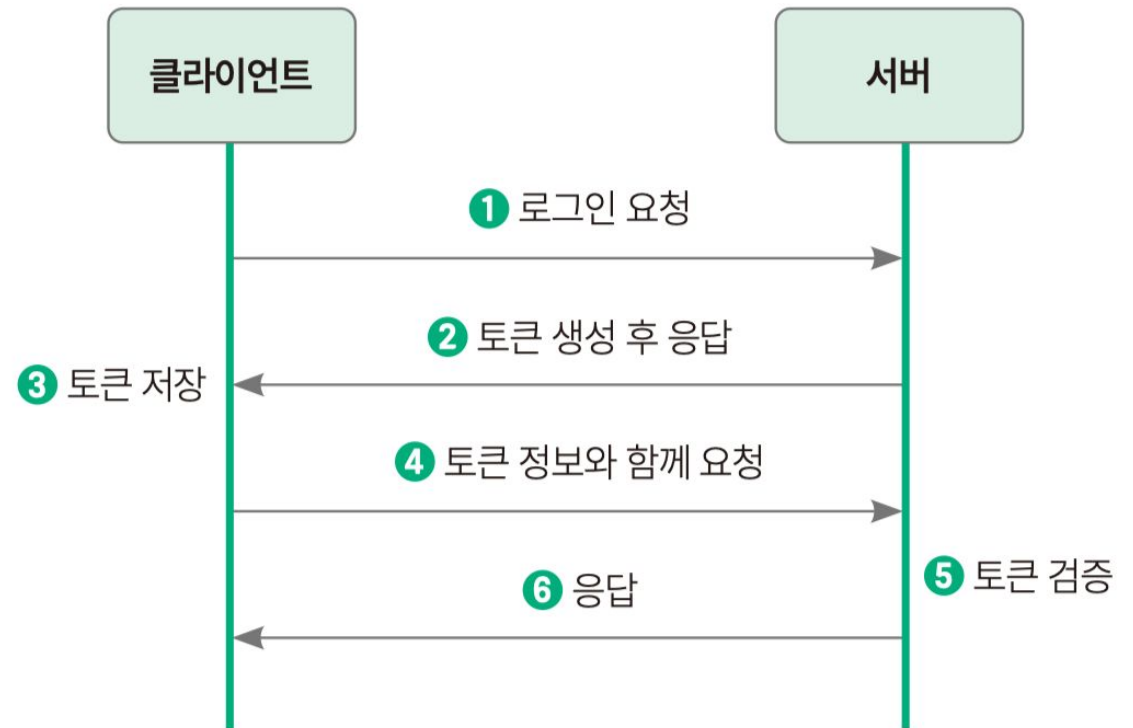 클라이언트
서버
❶ 로그인 요청
❷ 토큰 생성 후 응답
❸ 토큰 저장
❹ 토큰 정보와 함께 요청
❺ 토큰 검증
❻ 응답